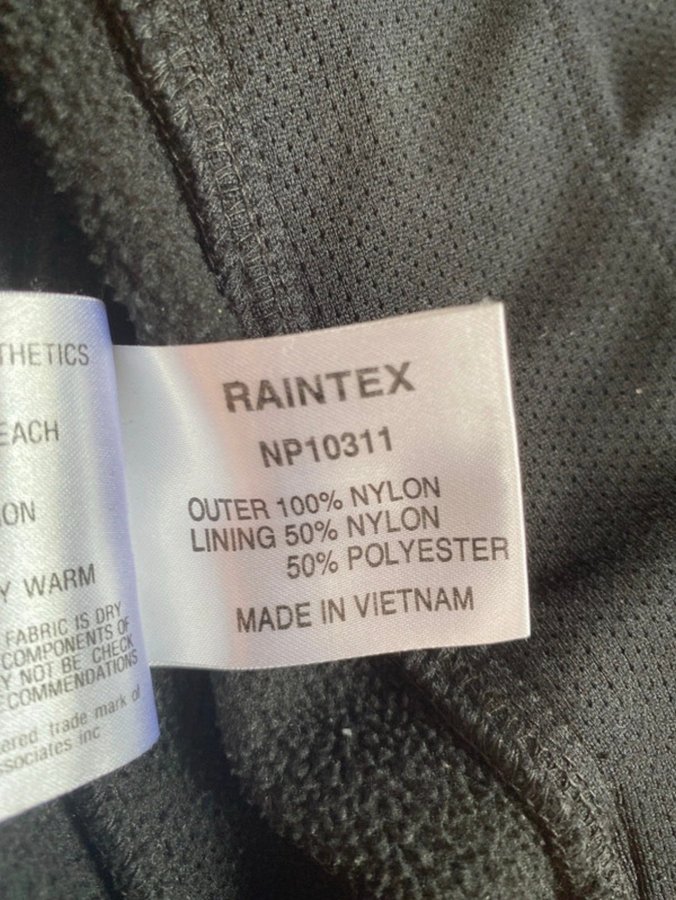 THETICS
EACH
ON
Y WARM
FABRIC IS DRY
COMPONENTS OF
Y NOT BE CHECK
COMMENDATIONS
ered trade mark of
ssociates inc
RAINTEX
NP10311
OUTER 100% NYLON
LINING 50% NYLON
50% POLYESTER
MADE IN VIETNAM